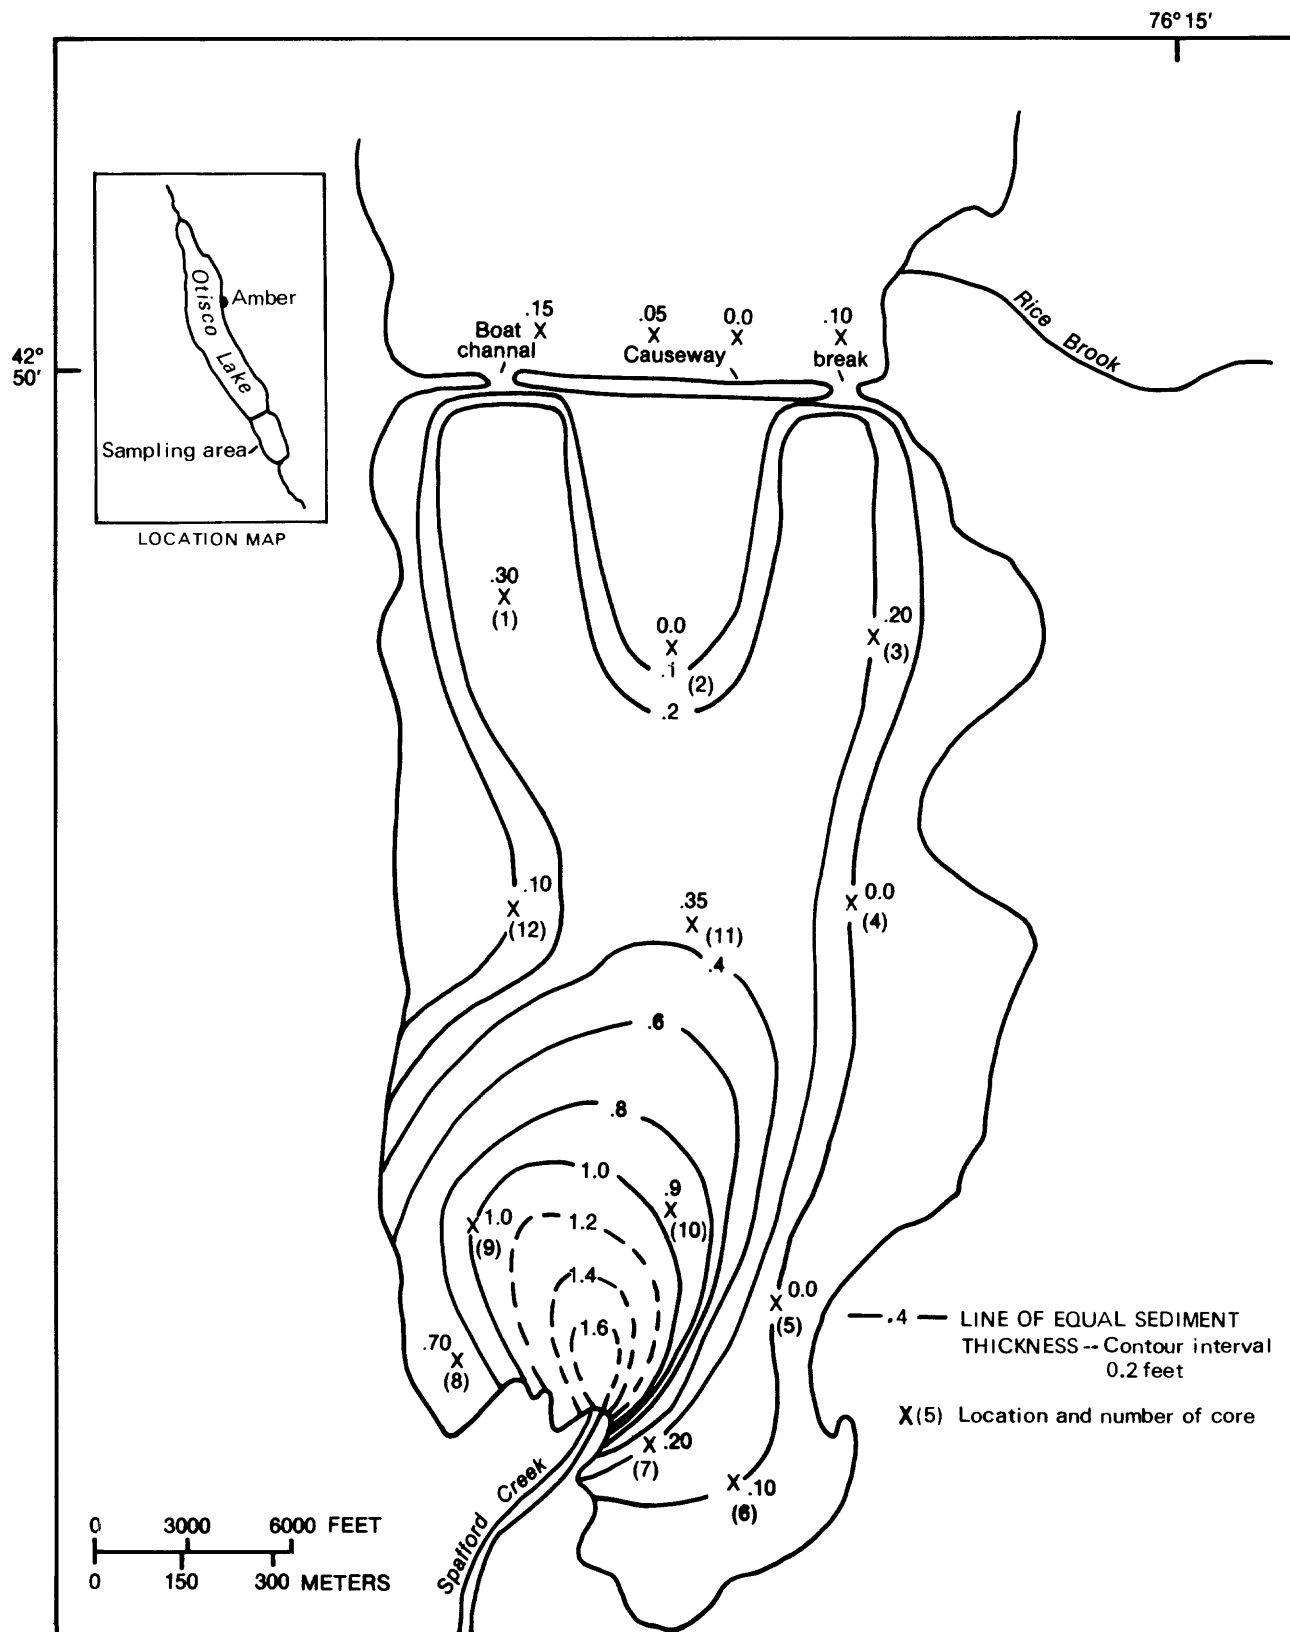 76° 15'
42°
50'
Otisco Lake
Amber
Sampling area
LOCATION MAP
.15
Boat
channal
.05
0.0
Causeway
.10
break
Rice Brook
.30
(1)
0.0
.1
(2)
.2
.20
(3)
.10
(12)
.35
(11)
0.0
(4)
.4
.6
.8
1.0
.9
(10)
1.0
(9)
1.2
1.4
1.6
0.0
(5)
.70
(8)
.20
(7)
.10
(6)
Spafford Creek
.4 LINE OF EQUAL SEDIMENT
THICKNESS -- Contour interval
0.2 feet
X(5) Location and number of core
0 3000 6000 FEET
0 150 300 METERS